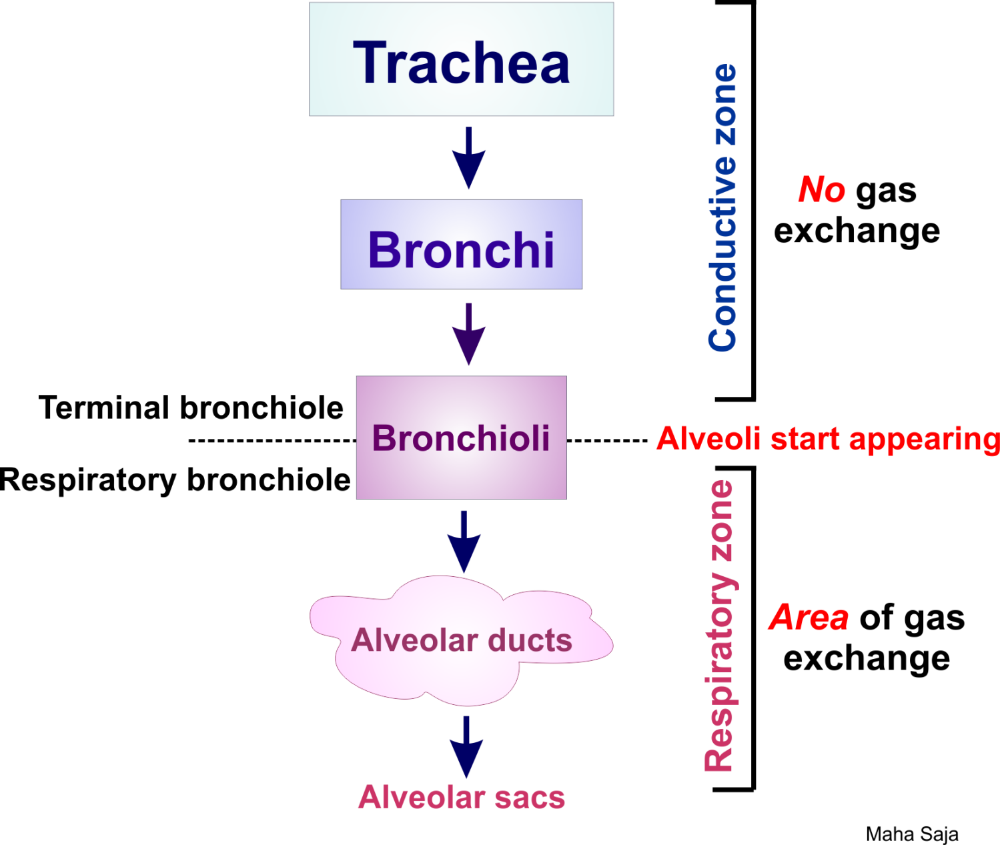 Trachea
Conductive zone
Bronchi
No gas
exchange
Terminal bronchiole
Bronchioli
Alveoli start appearing
Respiratory bronchiole
Respiratory zone
Alveolar ducts
Area of gas
exchange
Alveolar sacs
Maha Saja